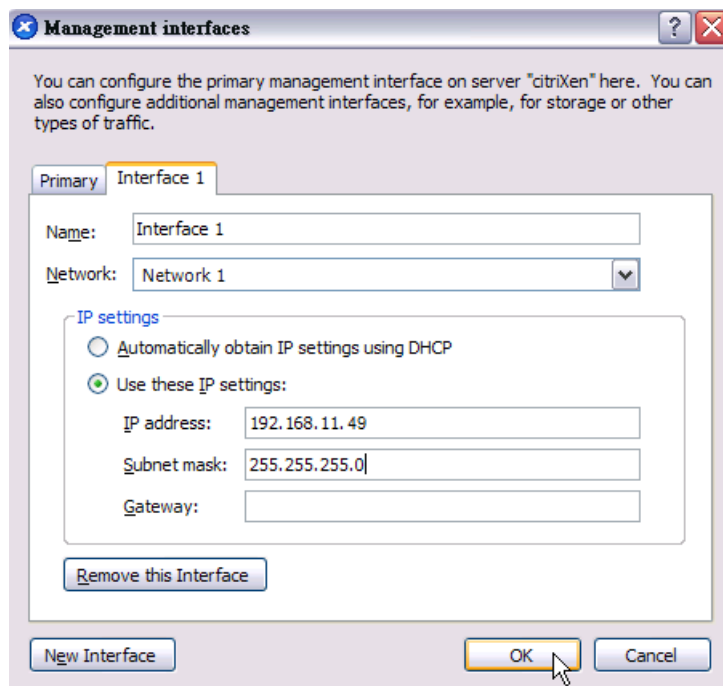 Management interfaces
You can configure the primary management interface on server "citriXen" here.  You can
also configure additional management interfaces, for example, for storage or other
types of traffic.
Primary
Interface 1
Name:
Interface 1
Network:
Network 1
IP settings
Automatically obtain IP settings using DHCP
Use these IP settings:
IP address:
192.168.11.49
Subnet mask:
255.255.255.0
Gateway:
Remove this Interface
New Interface
OK
Cancel